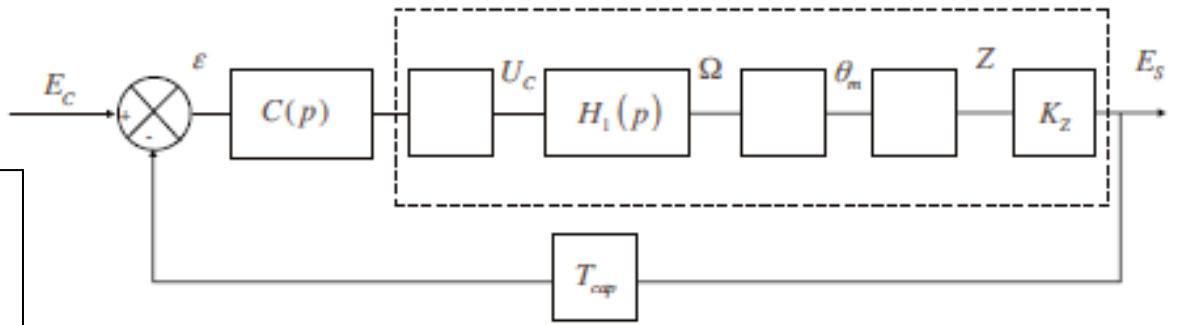 E_C
+
-
ε
C(p)
U_C
H_1(p)
Ω
θ_m
Z
K_Z
E_S
T_cap